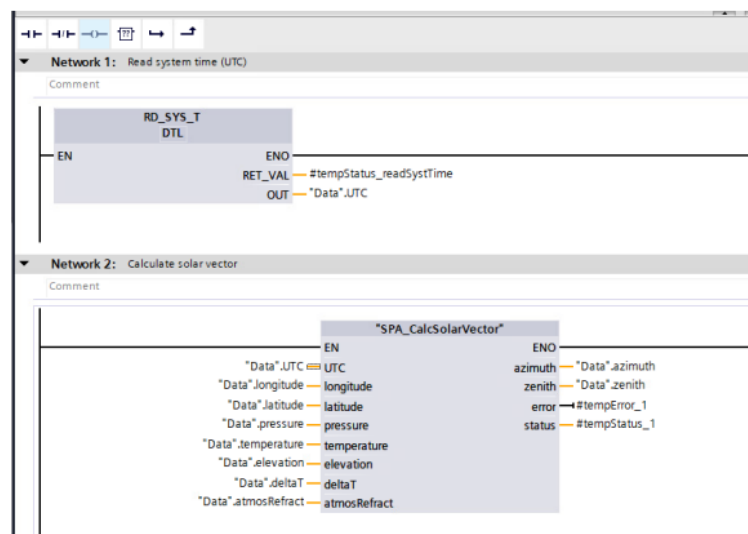 ??
Network 1: Read system time (UTC)
Comment
RD_SYS_T
DTL
EN ENO
RET_VAL #tempStatus_readSystTime
OUT "Data".UTC
Network 2: Calculate solar vector
Comment
"SPA_CalcSolarVector"
EN ENO
"Data".UTC UTC azimuth "Data".azimuth
"Data".longitude longitude zenith "Data".zenith
"Data".latitude latitude error #tempError_1
"Data".pressure pressure status #tempStatus_1
"Data".temperature temperature
"Data".elevation elevation
"Data".deltaT deltaT
"Data".atmosRefract atmosRefract